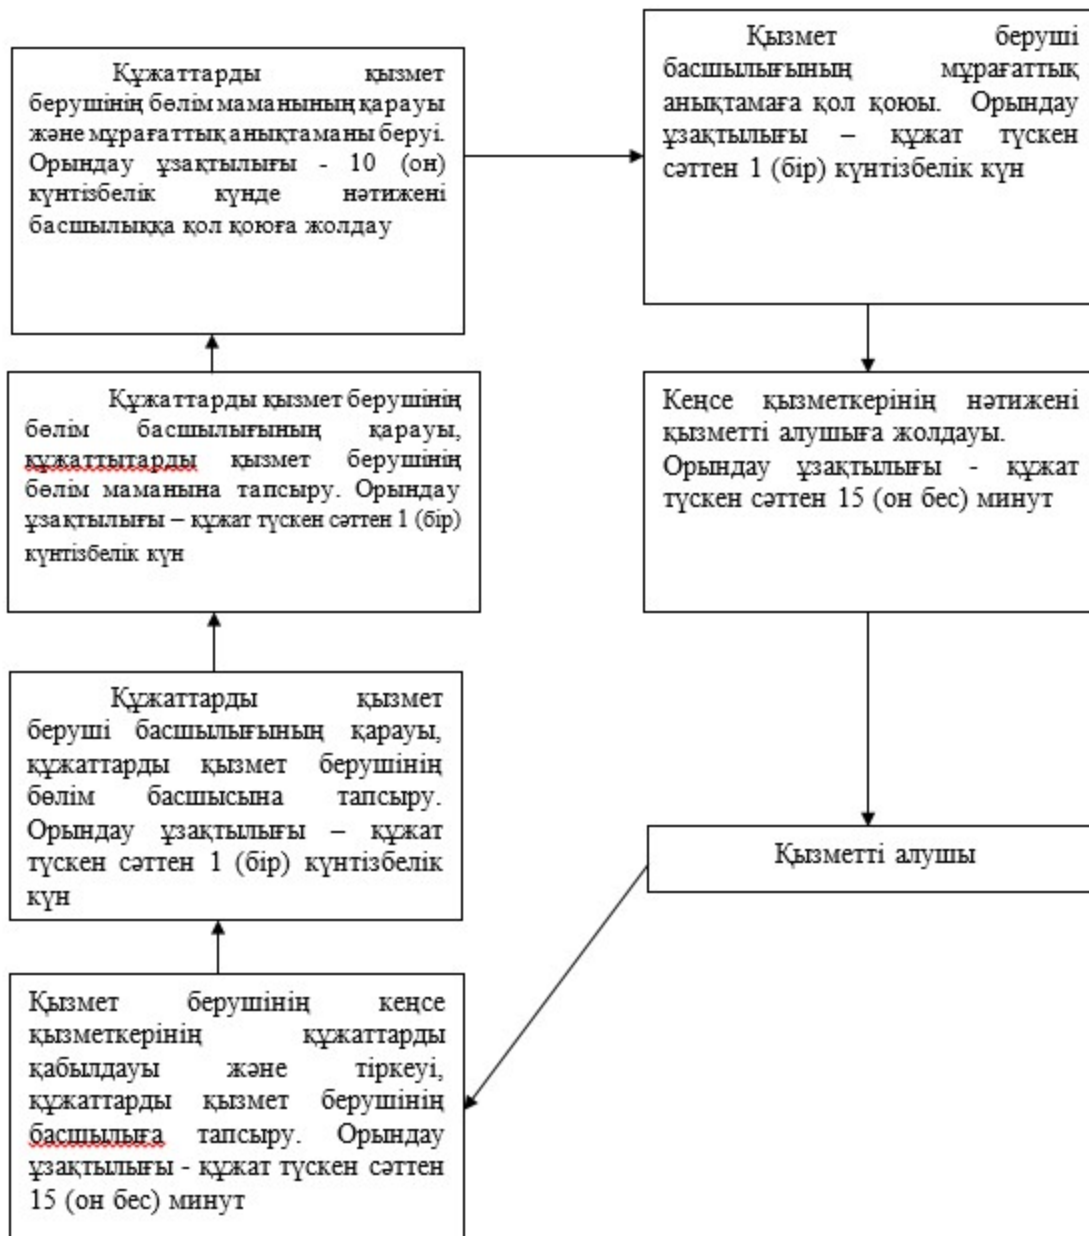 Құжаттарды қызмет
берушінің бөлім маманының қарауы
және мұрағаттық анықтаманы беруі.
Орындау ұзақтылығы - 10 (он)
күнтізбелік күнде нәтижені
басшылыққа қол қоюға жолдау
Қызмет беруші
басшылығының мұрағаттық
анықтамаға қол қоюы. Орындау
ұзақтылығы – құжат түскен
сәттен 1 (бір) күнтізбелік күн
Құжаттарды қызмет берушінің
бөлім басшылығының қарауы,
құжаттытарды қызмет берушінің
бөлім маманына тапсыру. Орындау
ұзақтылығы – құжат түскен сәттен 1 (бір)
күнтізбелік күн
Кеңсе қызметкерінің нәтижені
қызметті алушыға жолдауы.
Орындау ұзақтылығы - құжат
түскен сәттен 15 (он бес) минут
Құжаттарды қызмет
беруші басшылығының қарауы,
құжаттарды қызмет берушінің
бөлім басшысына тапсыру.
Орындау ұзақтылығы – құжат
түскен сәттен 1 (бір) күнтізбелік
күн
Қызметті алушы
Қызмет берушінің кеңсе
қызметкерінің құжаттарды
қабылдауы және тіркеуі,
құжаттарды қызмет берушінің
басшылыға тапсыру. Орындау
ұзақтылығы - құжат түскен сәттен
15 (он бес) минут